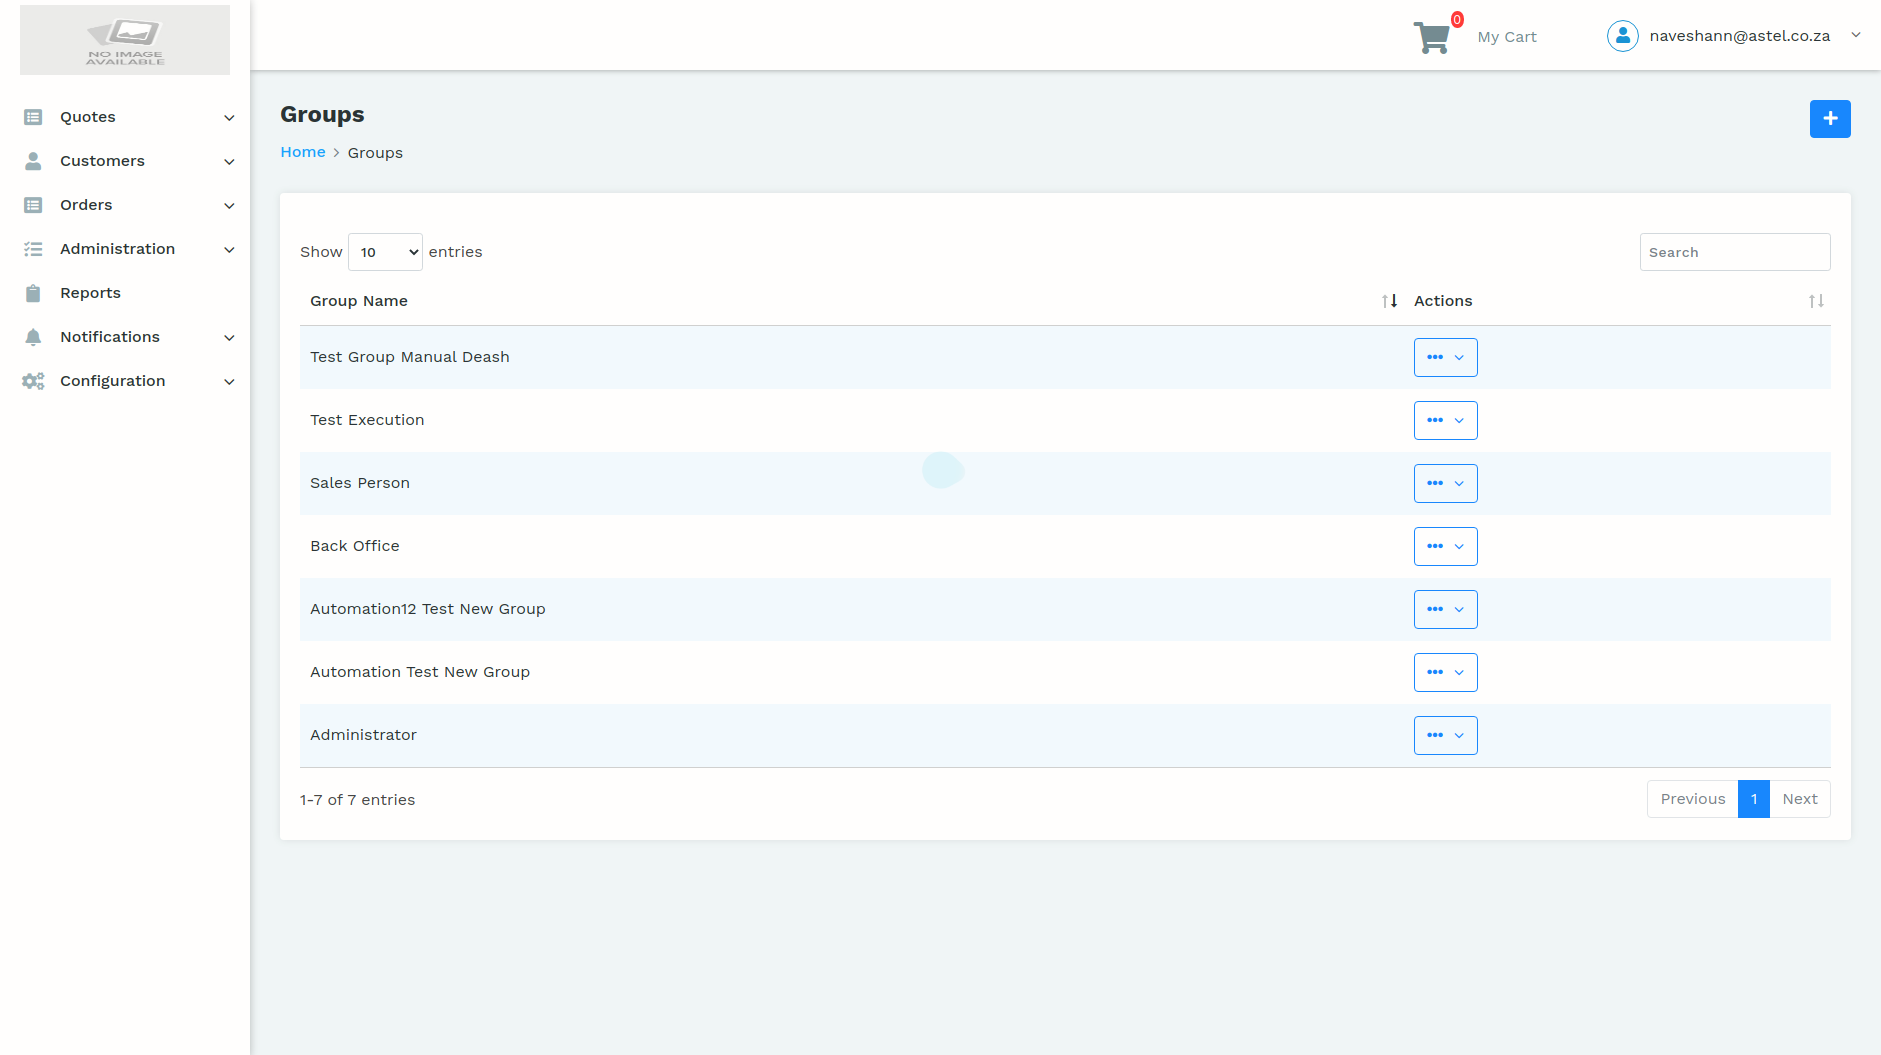 NO IMAGE
AVAILABLE
0
My Cart
naveshann@astel.co.za
Quotes
Customers
Orders
Administration
Reports
Notifications
Configuration
Groups
Home > Groups
Show 10 entries
Search
Group Name Actions
Test Group Manual Deash
Test Execution
Sales Person
Back Office
Automation12 Test New Group
Automation Test New Group
Administrator
1-7 of 7 entries
Previous 1 Next